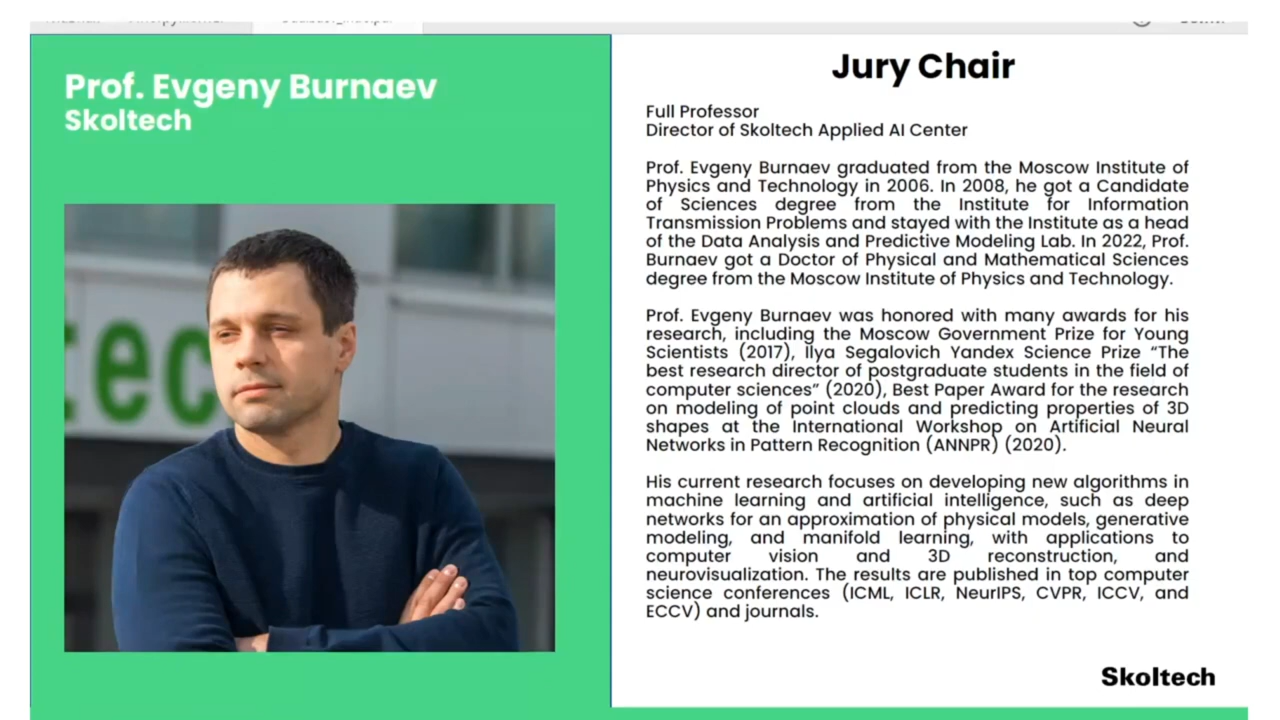 Prof. Evgeny Burnaev
Skoltech
tec
Jury Chair
Full Professor
Director of Skoltech Applied AI Center
Prof. Evgeny Burnaev graduated from the Moscow Institute of
Physics and Technology in 2006. In 2008, he got a Candidate
of Sciences degree from the Institute for Information
Transmission Problems and stayed with the Institute as a head
of the Data Analysis and Predictive Modeling Lab. In 2022, Prof.
Burnaev got a Doctor of Physical and Mathematical Sciences
degree from the Moscow Institute of Physics and Technology.
Prof. Evgeny Burnaev was honored with many awards for his
research, including the Moscow Government Prize for Young
Scientists (2017), Ilya Segalovich Yandex Science Prize “The
best research director of postgraduate students in the field of
computer sciences” (2020), Best Paper Award for the research
on modeling of point clouds and predicting properties of 3D
shapes at the International Workshop on Artificial Neural
Networks in Pattern Recognition (ANNPR) (2020).
His current research focuses on developing new algorithms in
machine learning and artificial intelligence, such as deep
networks for an approximation of physical models, generative
modeling, and manifold learning, with applications to
computer vision and 3D reconstruction, and
neurovisualization. The results are published in top computer
science conferences (ICML, ICLR, NeurIPS, CVPR, ICCV, and
ECCV) and journals.
Skoltech